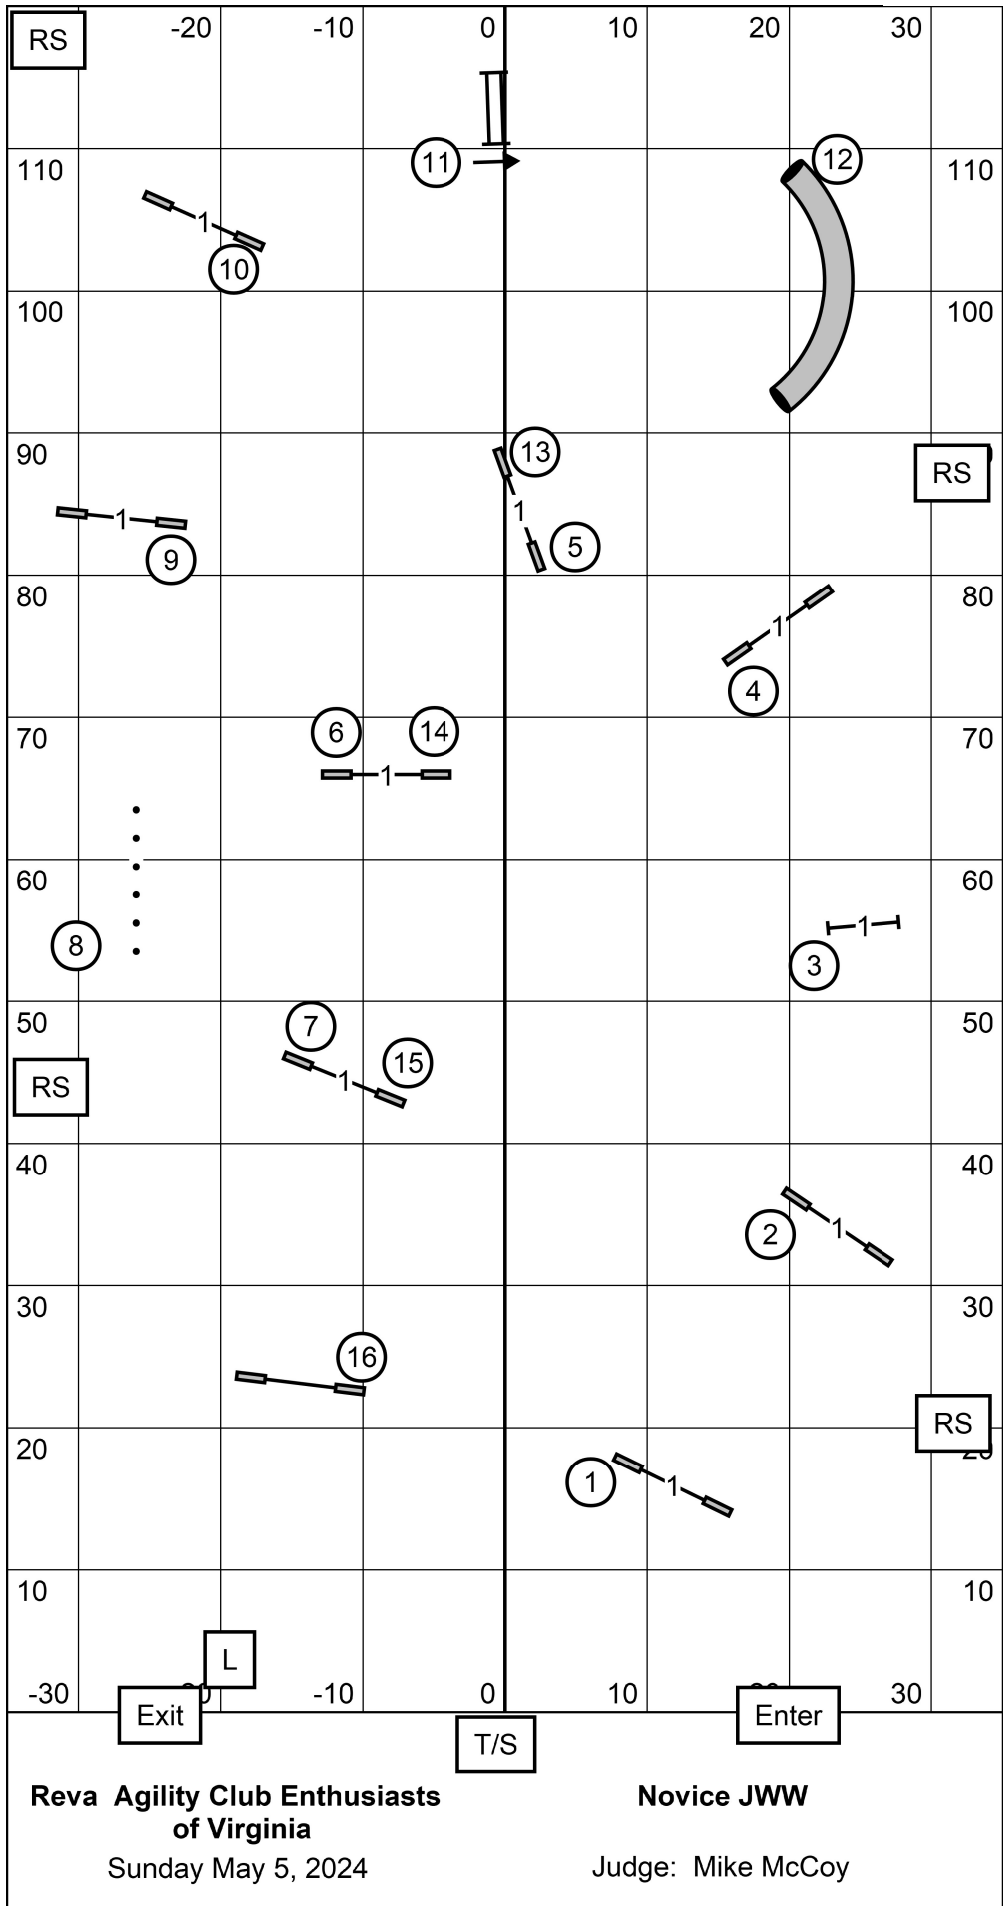 RS
-20 -10 0 10 20 30
11
12
110 110
1
10
100 100
90
13
RS
1
1
5
9
80 80
1
4
70 6 14 70
1
60 60
8
1
3
50 7 50
15
RS
1
40 40
2
1
30 30
16
RS
20
1
1
10 10
L
-30 -10 0 10 30
Exit
Enter
T/S
Reva Agility Club Enthusiasts
of Virginia
Novice JWW
Sunday May 5, 2024
Judge: Mike McCoy